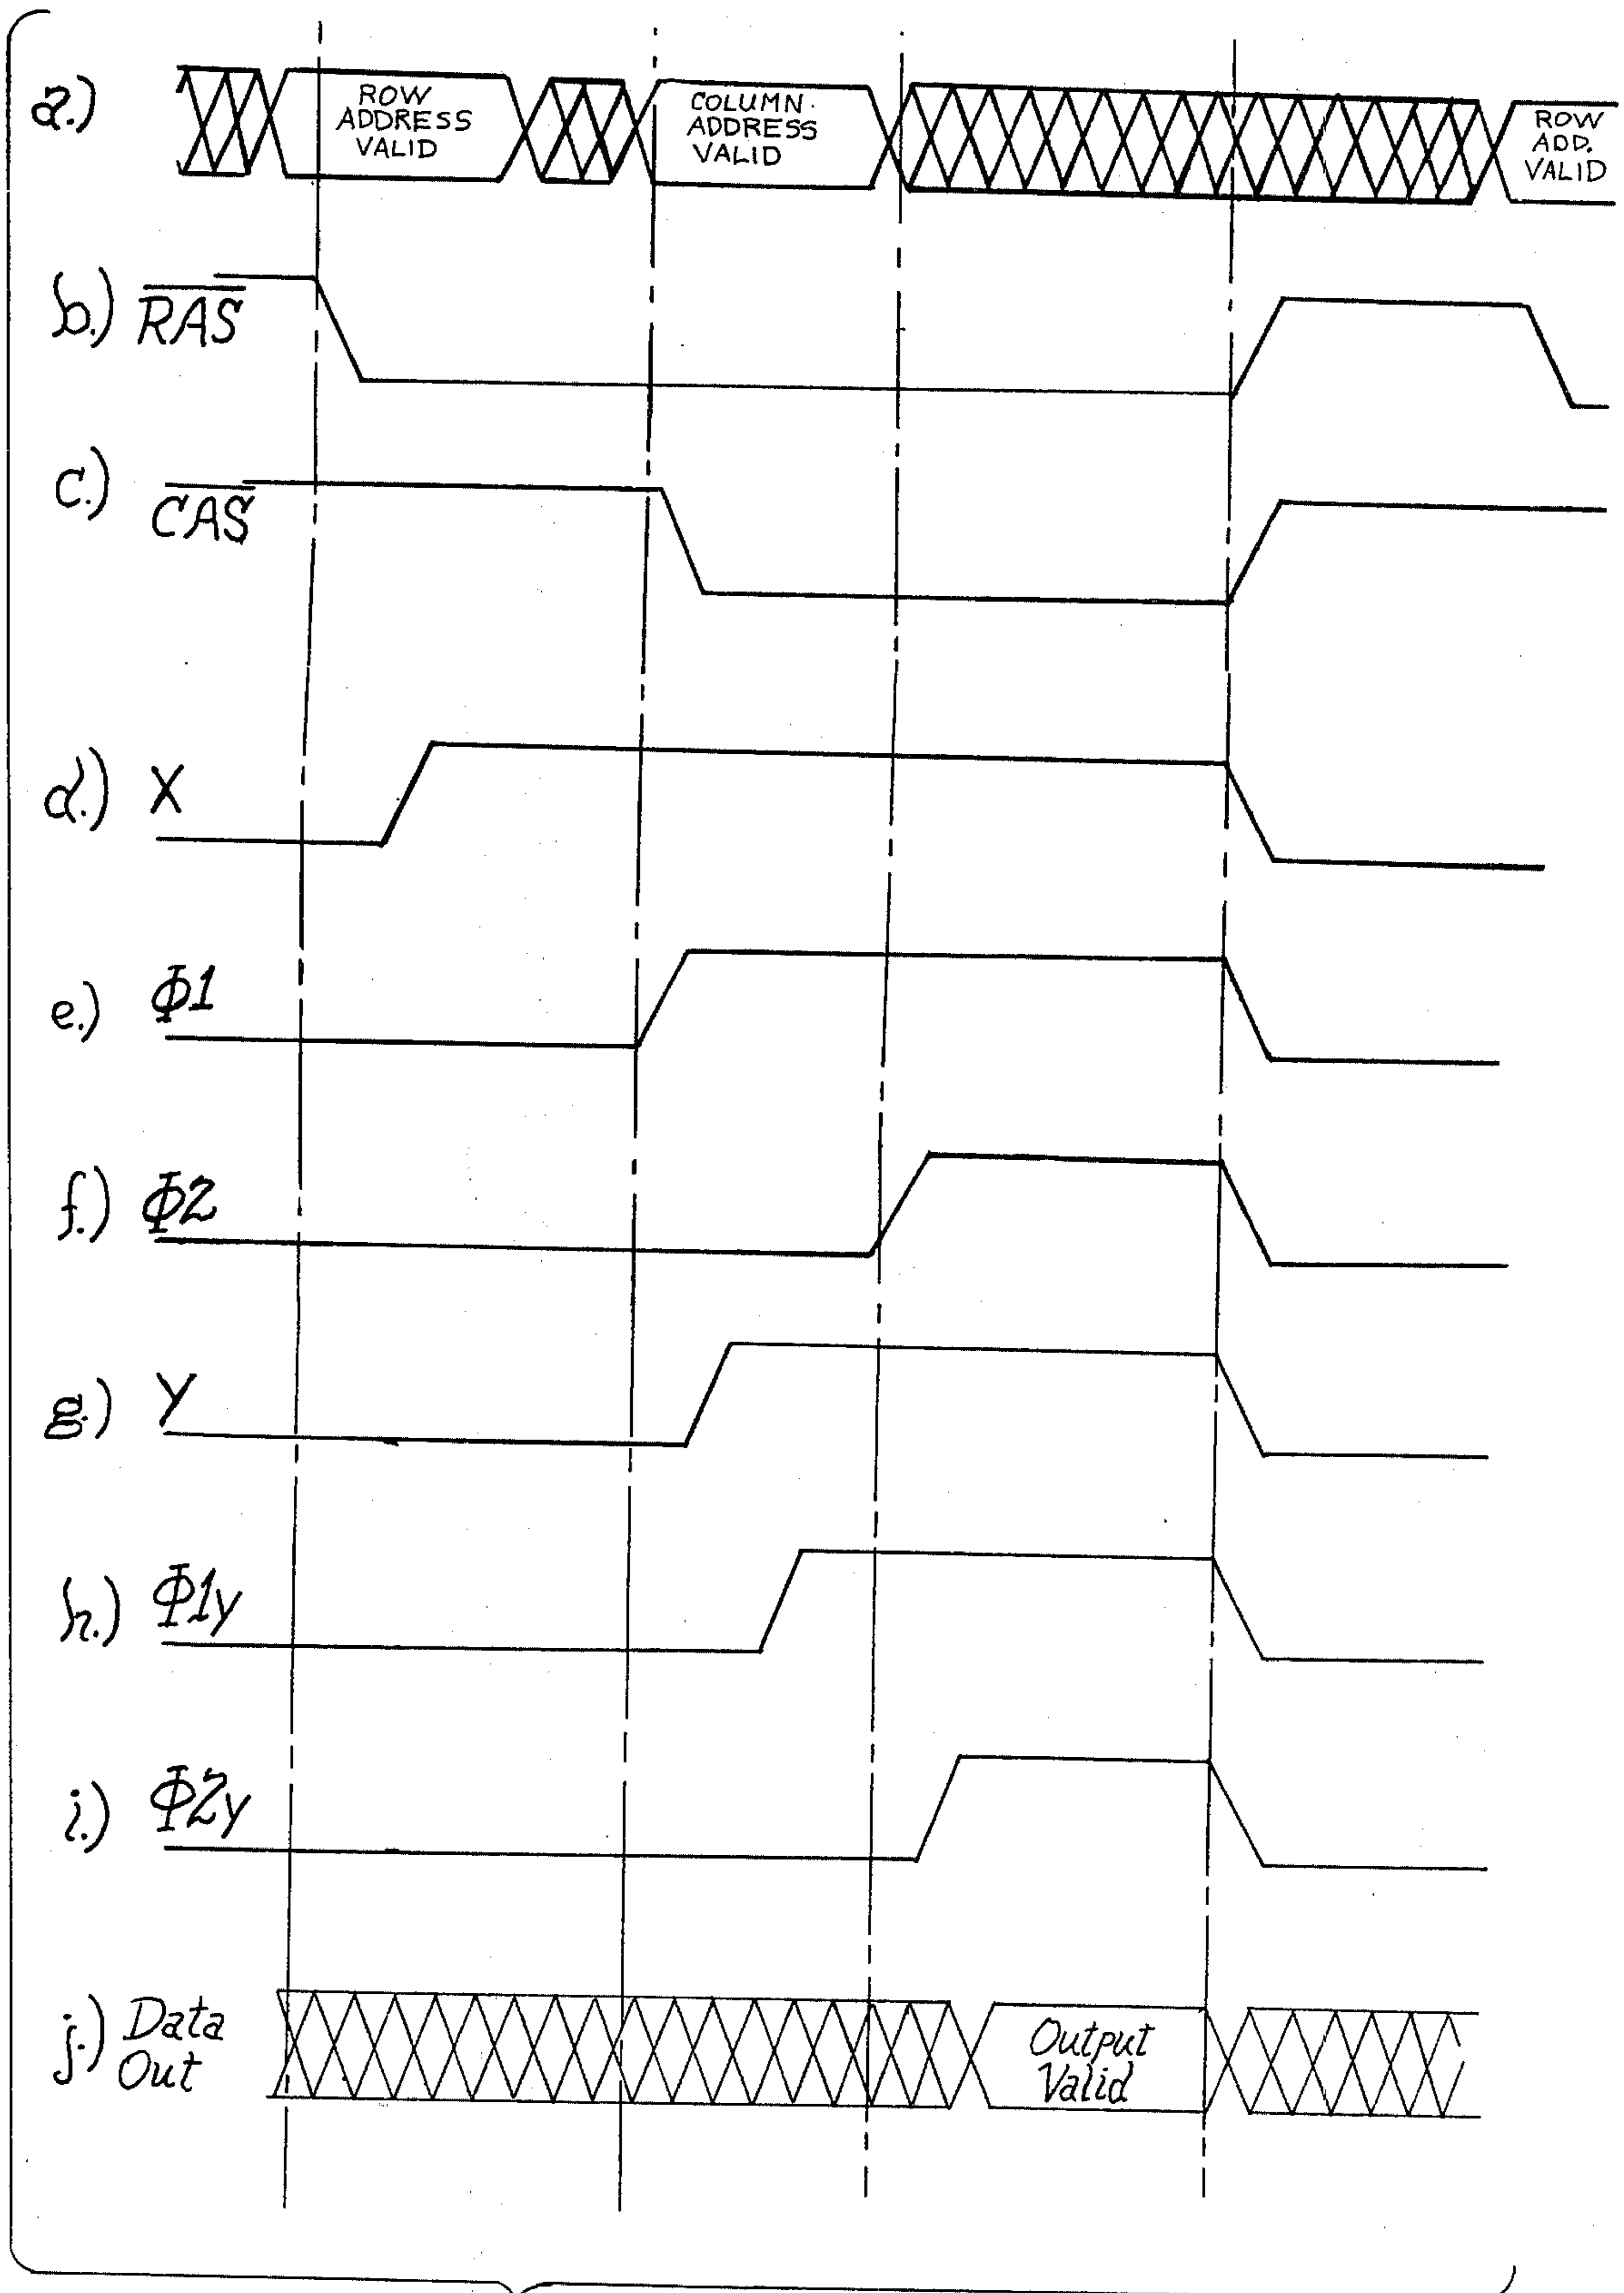 a.)
ROW
ADDRESS
VALID
COLUMN.
ADDRESS
VALID
ROW
ADD.
VALID
b.) RAS
c.) CAS
d.) X
e.) Φ1
f.) Φ2
g.) Y
h.) Φ1y
i.) Φ2y
j.) Data
Out
Output
Valid